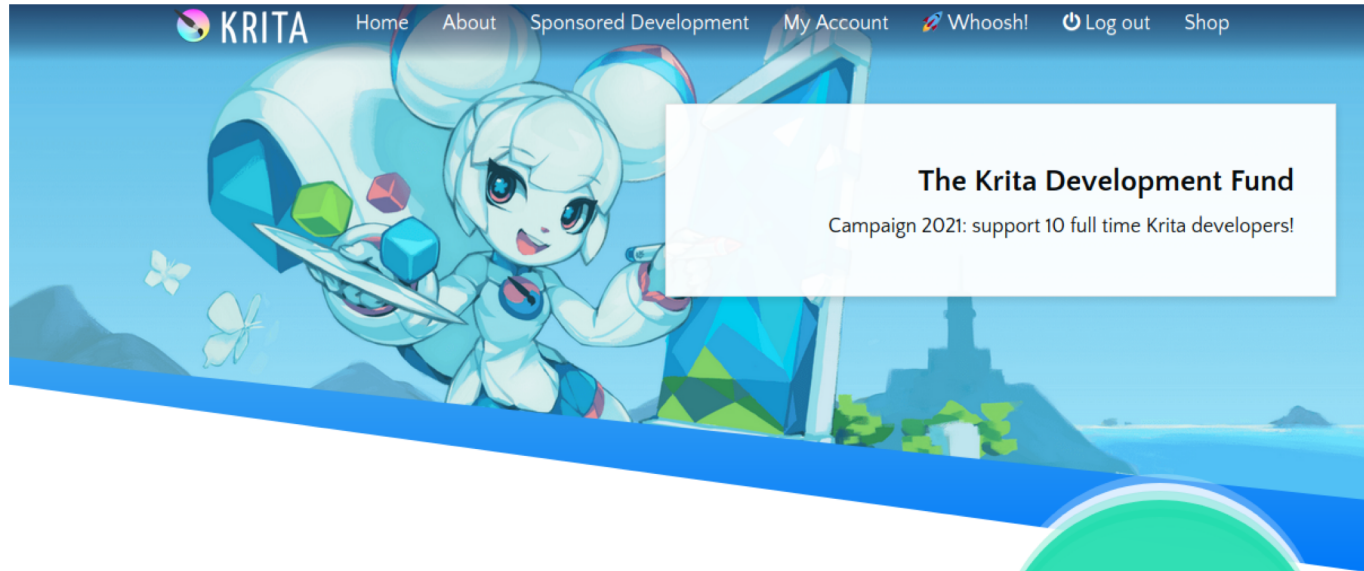 KRITA
Home About Sponsored Development My Account 🚀 Whoosh! Log out Shop
The Krita Development Fund
Campaign 2021: support 10 full time Krita developers!